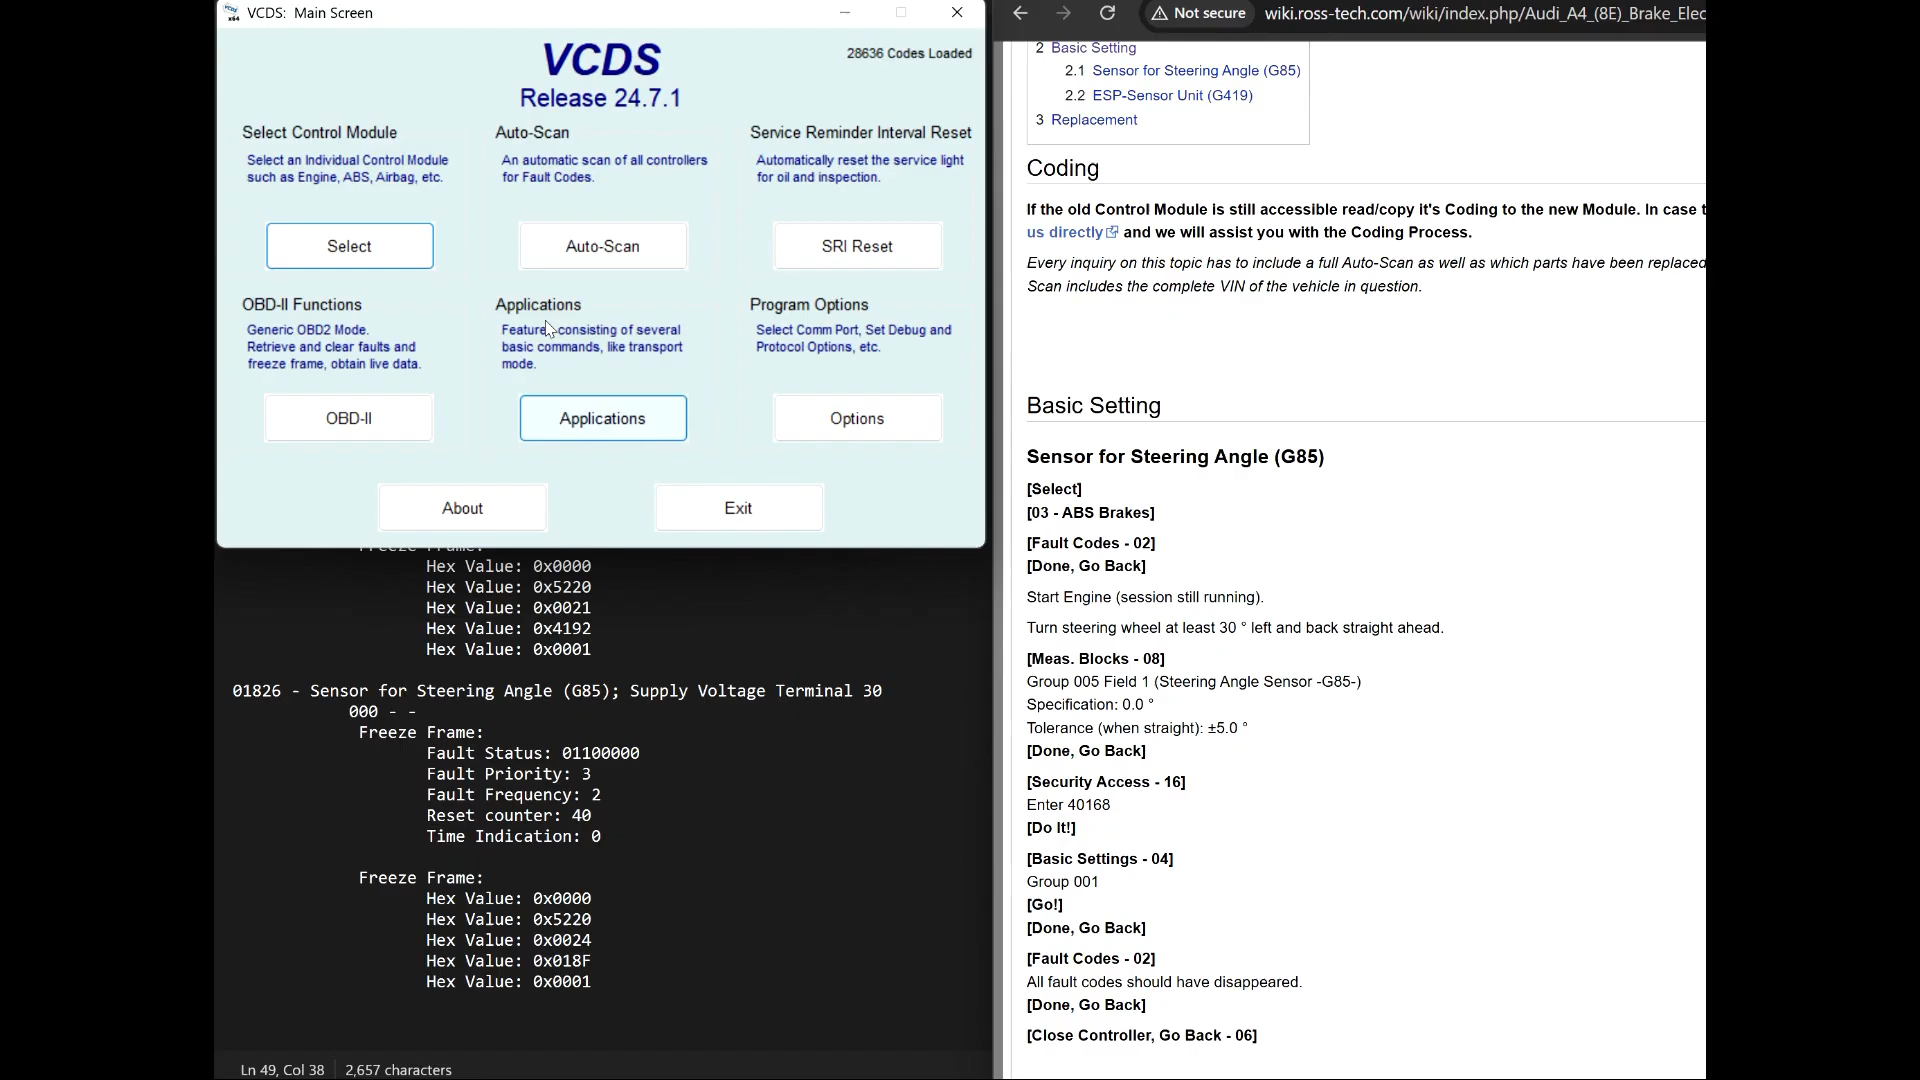 VCDS: Main Screen
x64
VCDS
Release 24.7.1
28636 Codes Loaded
Select Control Module
Select an Individual Control Module
such as Engine, ABS, Airbag, etc.
Select
Auto-Scan
An automatic scan of all controllers
for Fault Codes.
Auto-Scan
Service Reminder Interval Reset
Automatically reset the service light
for oil and inspection.
SRI Reset
OBD-II Functions
Generic OBD2 Mode.
Retrieve and clear faults and
freeze frame, obtain live data.
OBD-II
Applications
Feature consisting of several
basic commands, like transport
mode.
Applications
Program Options
Select Comm Port, Set Debug and
Protocol Options, etc.
Options
About
Exit
Freeze Frame:
Hex Value: 0x0000
Hex Value: 0x5220
Hex Value: 0x0021
Hex Value: 0x4192
Hex Value: 0x0001
01826 - Sensor for Steering Angle (G85); Supply Voltage Terminal 30
000 - -
Freeze Frame:
Fault Status: 01100000
Fault Priority: 3
Fault Frequency: 2
Reset counter: 40
Time Indication: 0
Freeze Frame:
Hex Value: 0x0000
Hex Value: 0x5220
Hex Value: 0x0024
Hex Value: 0x018F
Hex Value: 0x0001
Ln 49, Col 38 2,657 characters
Not secure wiki.ross-tech.com/wiki/index.php/Audi_A4_(8E)_Brake_Elec
2 Basic Setting
2.1 Sensor for Steering Angle (G85)
2.2 ESP-Sensor Unit (G419)
3 Replacement
Coding
If the old Control Module is still accessible read/copy it's Coding to the new Module. In case t
us directly and we will assist you with the Coding Process.
Every inquiry on this topic has to include a full Auto-Scan as well as which parts have been replaced
Scan includes the complete VIN of the vehicle in question.
Basic Setting
Sensor for Steering Angle (G85)
[Select]
[03 - ABS Brakes]
[Fault Codes - 02]
[Done, Go Back]
Start Engine (session still running).
Turn steering wheel at least 30 ° left and back straight ahead.
[Meas. Blocks - 08]
Group 005 Field 1 (Steering Angle Sensor -G85-)
Specification: 0.0 °
Tolerance (when straight): ±5.0 °
[Done, Go Back]
[Security Access - 16]
Enter 40168
[Do It!]
[Basic Settings - 04]
Group 001
[Go!]
[Done, Go Back]
[Fault Codes - 02]
All fault codes should have disappeared.
[Done, Go Back]
[Close Controller, Go Back - 06]